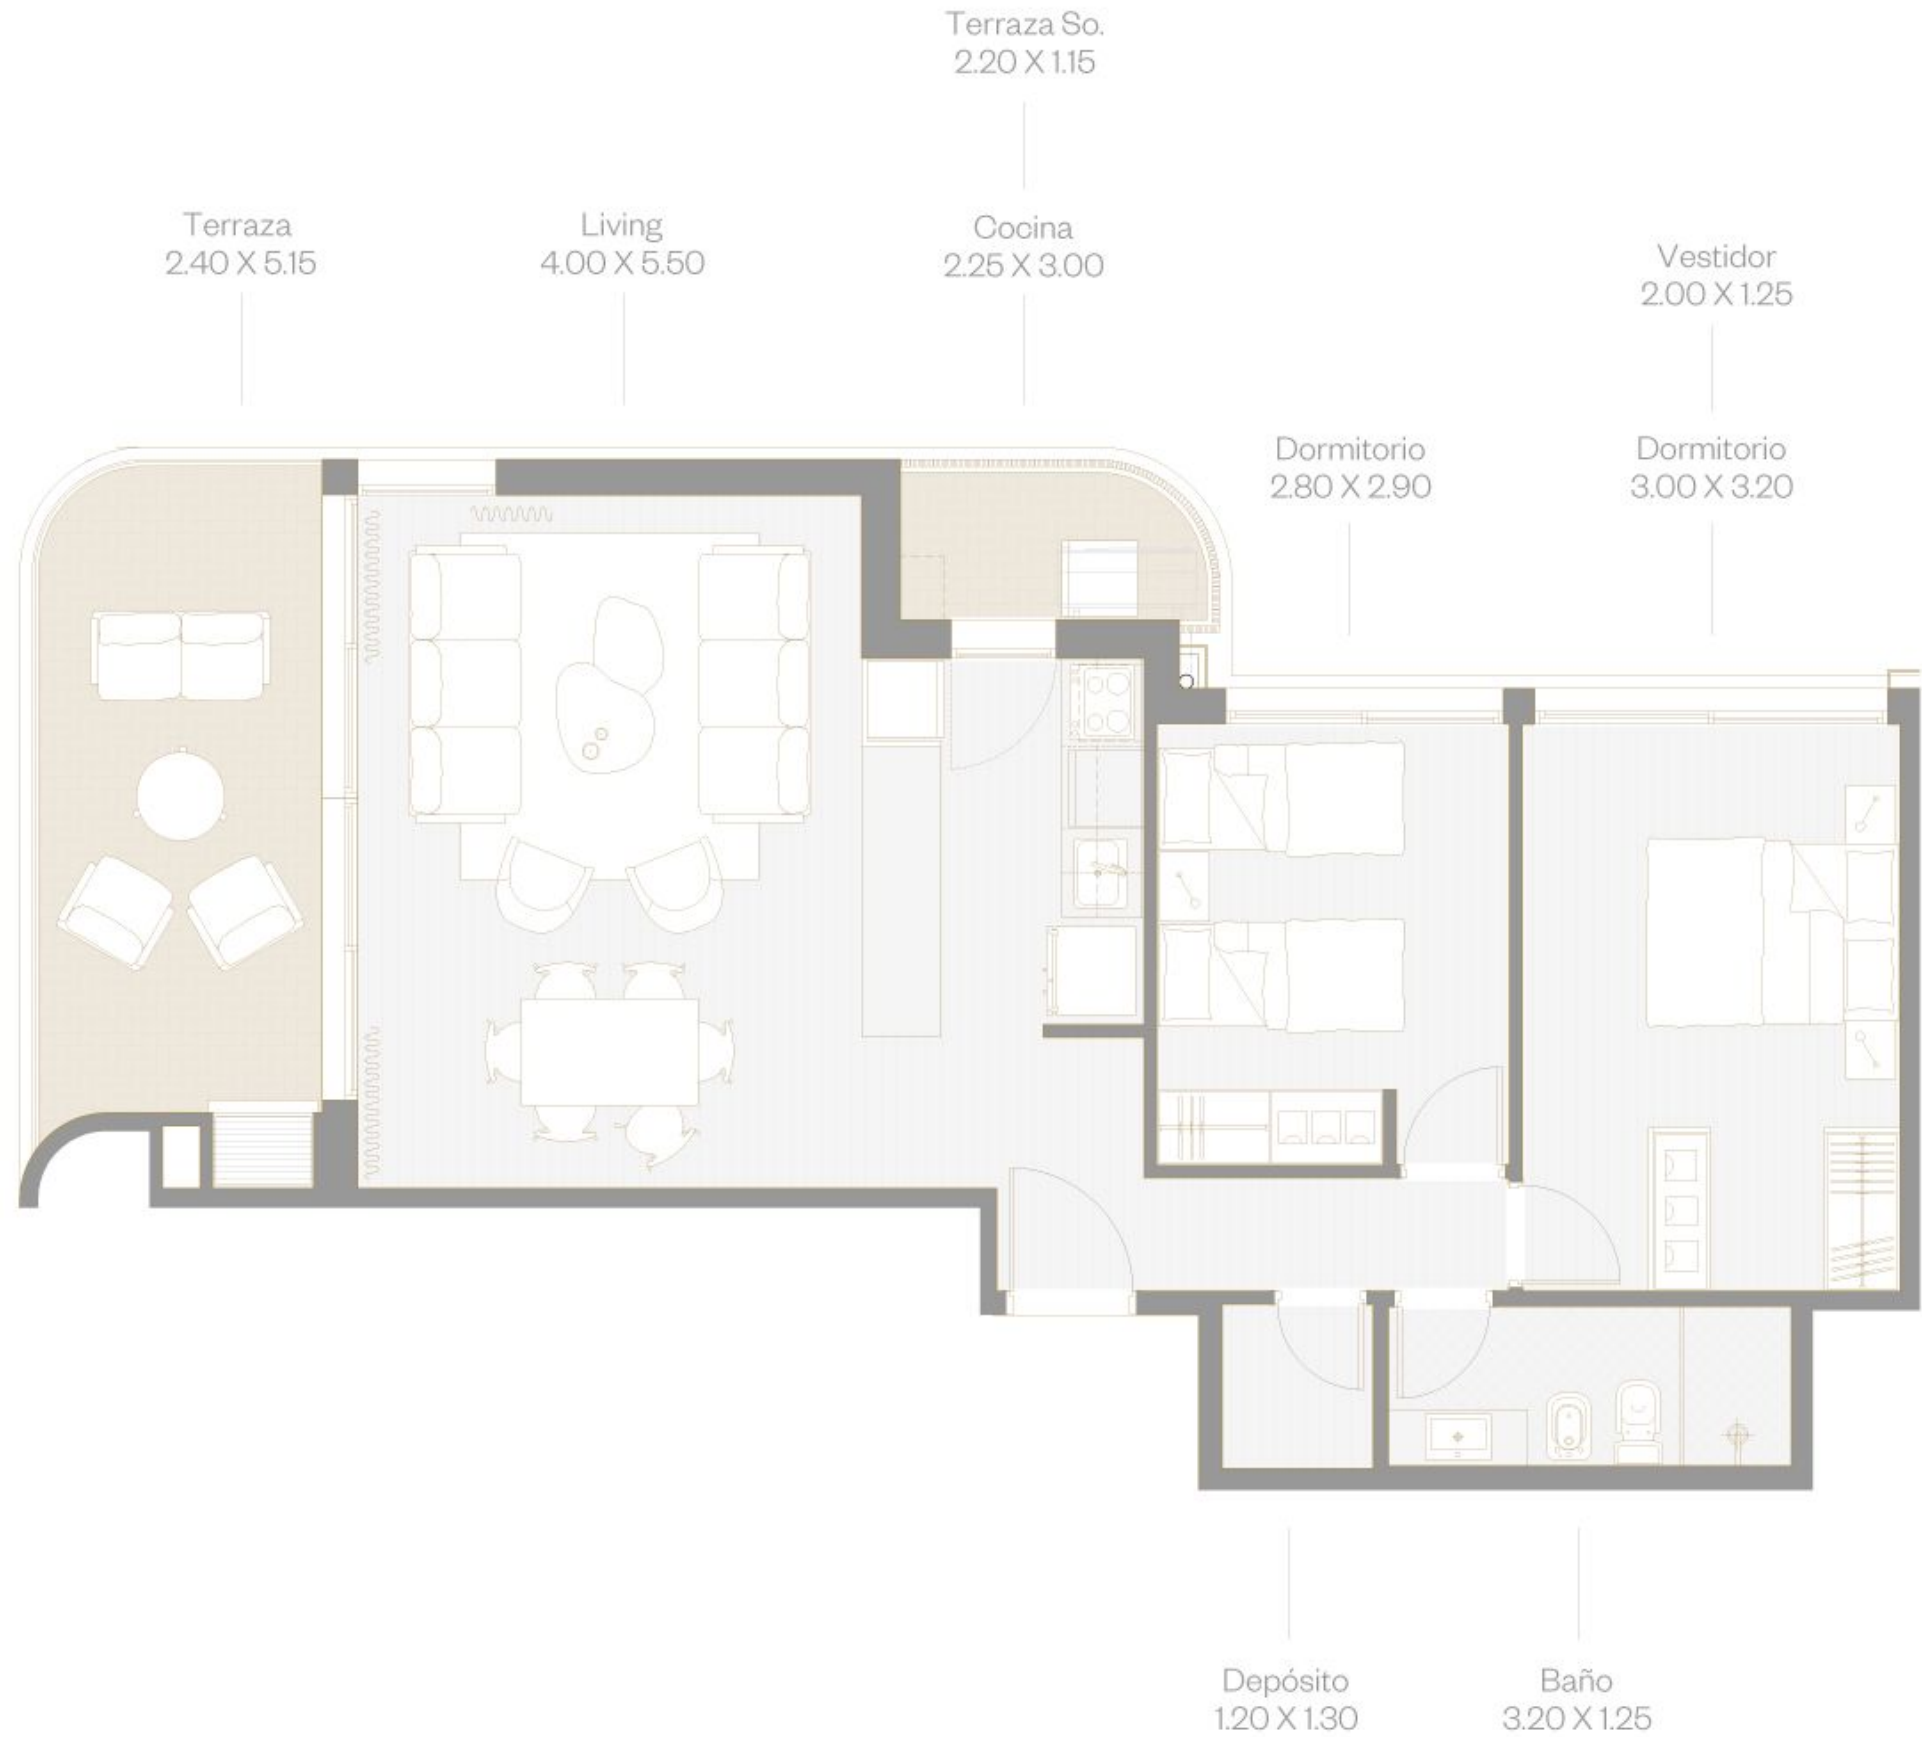 Terraza So.
2.20 X 1.15
Terraza
2.40 X 5.15
Living
4.00 X 5.50
Cocina
2.25 X 3.00
Vestidor
2.00 X 1.25
Dormitorio
2.80 X 2.90
Dormitorio
3.00 X 3.20
Depósito
1.20 X 1.30
Baño
3.20 X 1.25